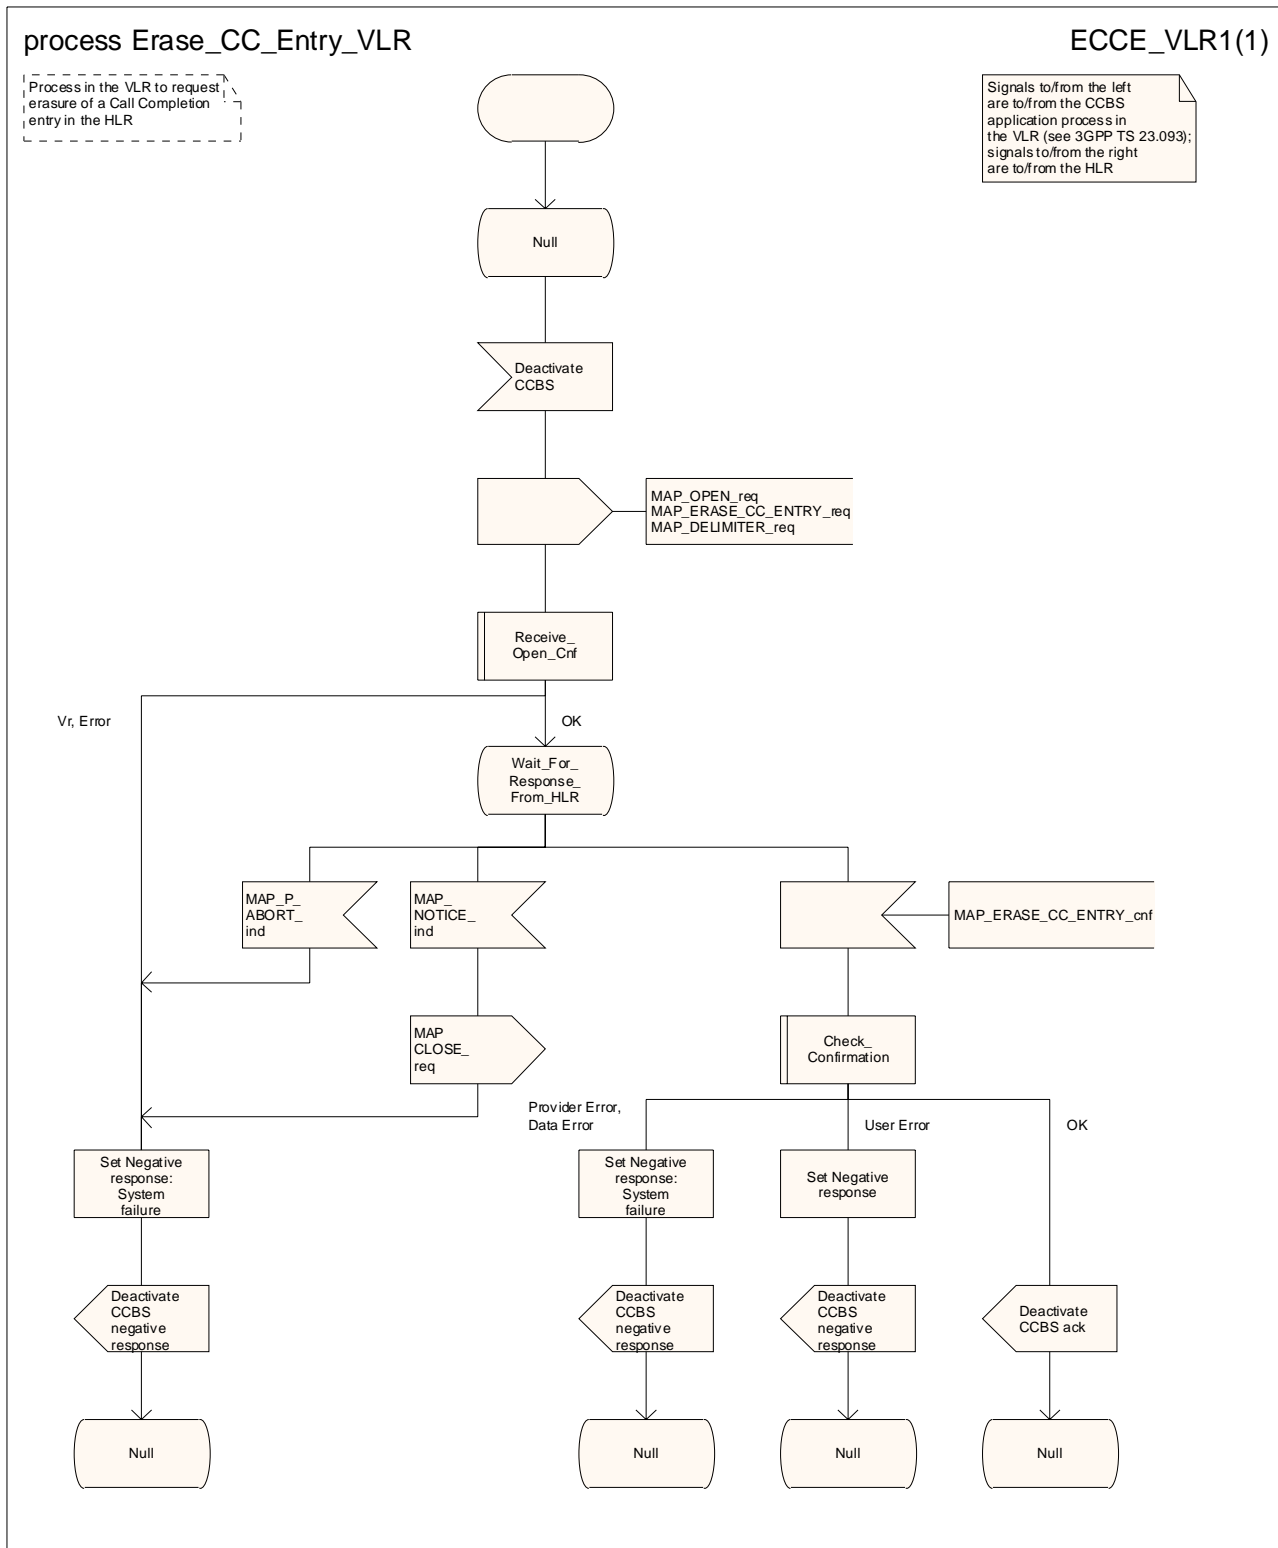 process Erase_CC_Entry_VLR
ECCE_VLR1(1)
Process in the VLR to request
erasure of a Call Completion
entry in the HLR
Signals to/from the left
are to/from the CCBS
application process in
the VLR (see 3GPP TS 23.093);
signals to/from the right
are to/from the HLR
Null
Deactivate
CCBS
MAP_OPEN_req
MAP_ERASE_CC_ENTRY_req
MAP_DELIMITER_req
Receive_
Open_Cnf
Vr, Error
OK
Wait_For_
Response_
From_HLR
MAP_P_
ABORT_
ind
MAP_
NOTICE_
ind
MAP_ERASE_CC_ENTRY_cnf
MAP
CLOSE_
req
Check_
Confirmation
Provider Error,
Data Error
User Error
OK
Set Negative
response:
System
failure
Set Negative
response:
System
failure
Set Negative
response
Deactivate
CCBS
negative
response
Deactivate
CCBS
negative
response
Deactivate
CCBS
negative
response
Deactivate
CCBS ack
Null
Null
Null
Null